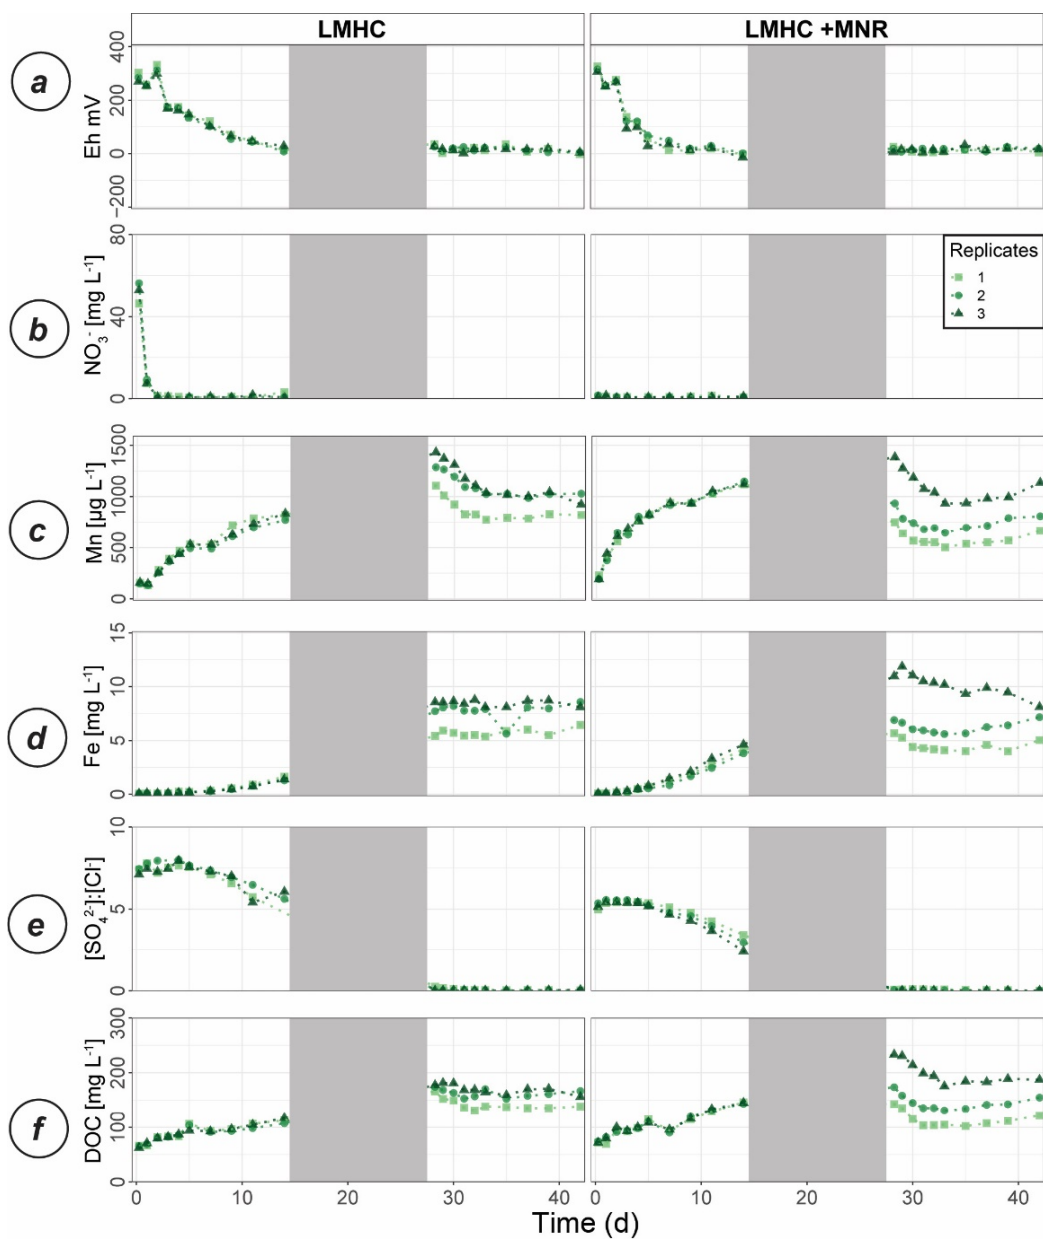 LMHC
LMHC +MNR
a
Eh mV
400
200
0
−200
b
NO₃⁻ [mg L⁻¹]
80
40
0
Replicates
1
2
3
c
Mn [µg L⁻¹]
1500
1000
500
0
d
Fe [mg L⁻¹]
15
10
5
0
e
[SO₄²⁻]:[Cl⁻]
10
5
0
f
DOC [mg L⁻¹]
300
200
100
0
0 10 20 30 40
0 10 20 30 40
Time (d)